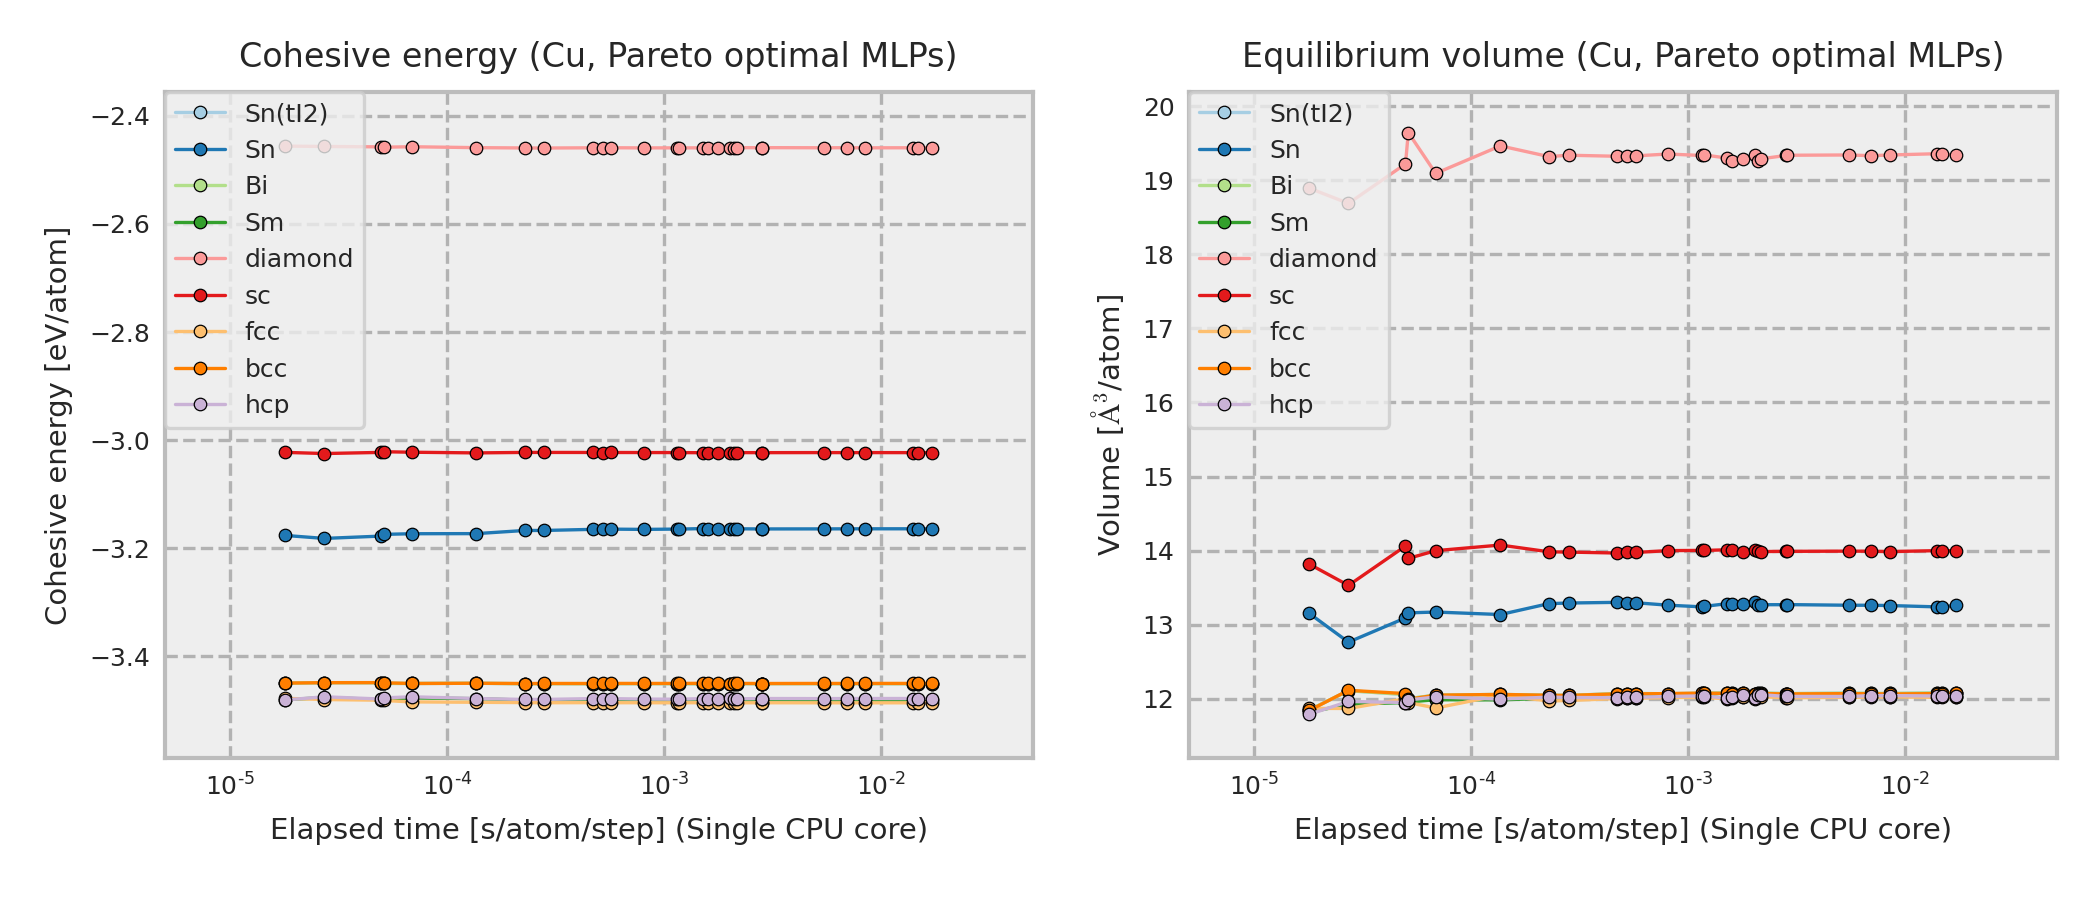 Cohesive energy (Cu, Pareto optimal MLPs)
Cohesive energy [eV/atom]
−2.4
−2.6
−2.8
−3.0
−3.2
−3.4
Sn(tI2)
Sn
Bi
Sm
diamond
sc
fcc
bcc
hcp
10-5
10-4
10-3
10-2
Elapsed time [s/atom/step] (Single CPU core)
Equilibrium volume (Cu, Pareto optimal MLPs)
Volume [Å3/atom]
20
19
18
17
16
15
14
13
12
Sn(tI2)
Sn
Bi
Sm
diamond
sc
fcc
bcc
hcp
10-5
10-4
10-3
10-2
Elapsed time [s/atom/step] (Single CPU core)